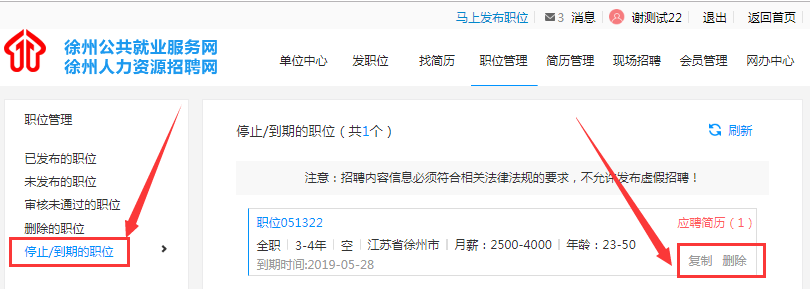 马上发布职位 3 消息 谢测试22 退出 返回首页
徐州公共就业服务网
徐州人力资源招聘网
单位中心 发职位 找简历 职位管理 简历管理 现场招聘 会员管理 网办中心
职位管理
已发布的职位
未发布的职位
审核未通过的职位
删除的职位
停止/到期的职位
停止/到期的职位（共1个）
刷新
注意：招聘内容信息必须符合相关法律法规的要求，不允许发布虚假招聘！
职位051322 应聘简历（1）
全职 3-4年 空 江苏省徐州市 月薪：2500-4000 年龄：23-50
到期时间:2019-05-28 复制 删除